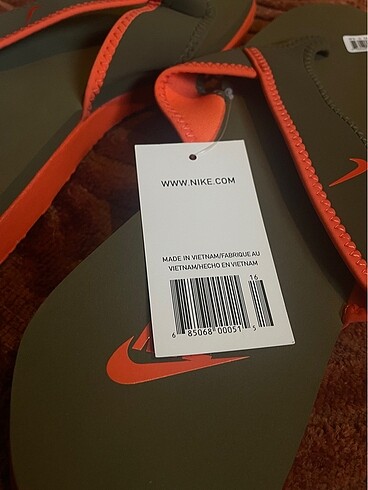 WWW.NIKE.COM
MADE IN VIETNAM/FABRIQUE AU
VIETNAM/HECHO EN VIETNAM
16
6 85068 00051 5